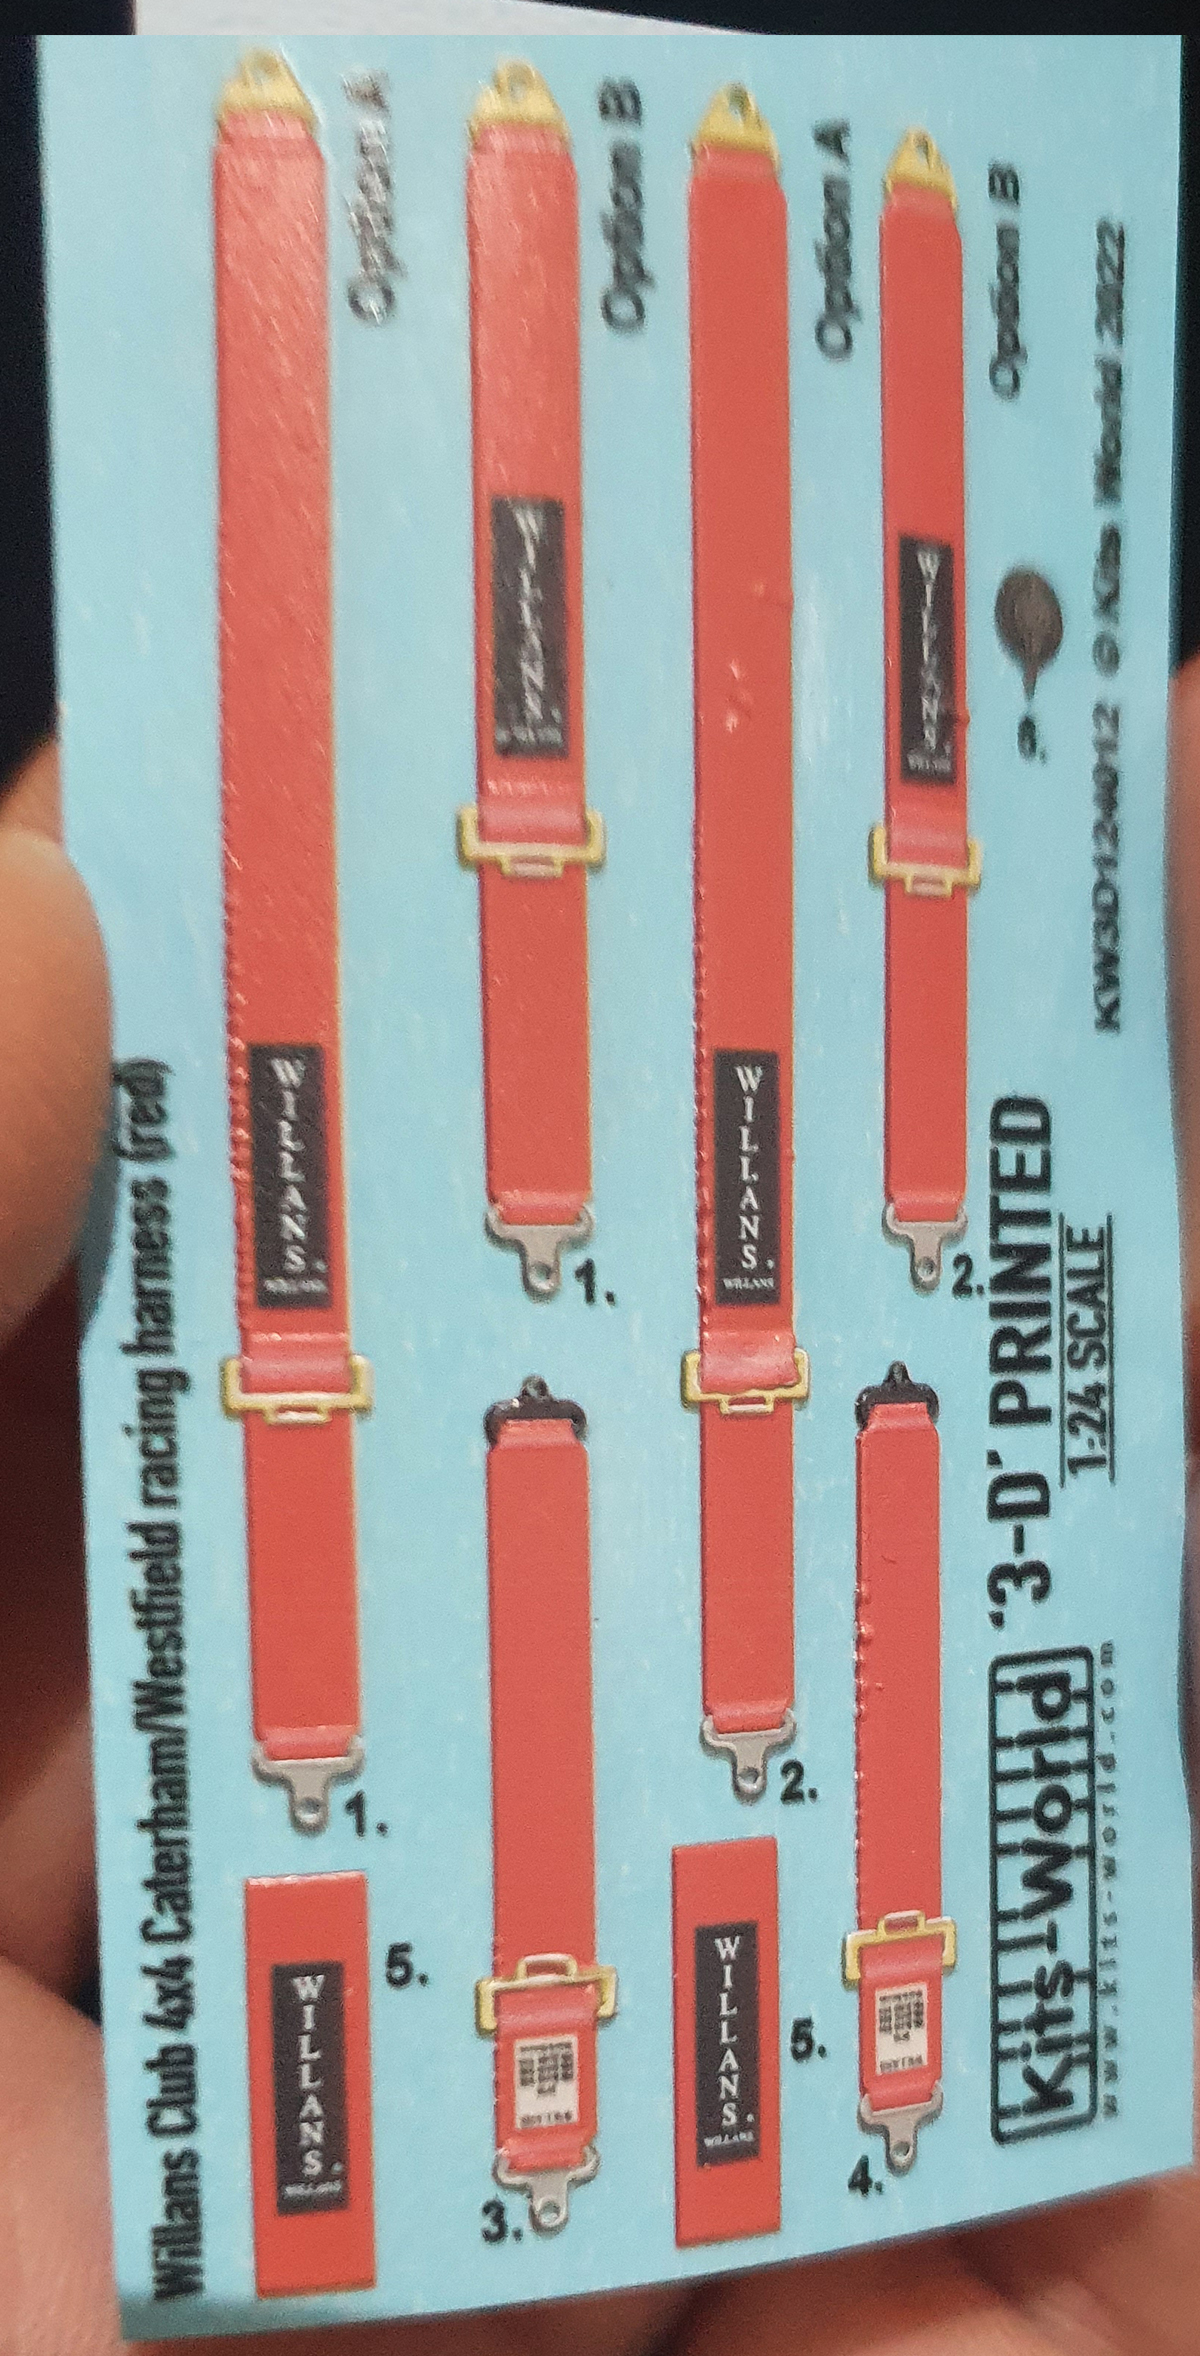 Willans Club 4x4 Caterham/Westfield racing harness (red)
Option A
WILLANS
1.
5.
WILLANS
Option B
WILLANS
1.
3.
Option A
WILLANS
WILLANS
2.
5.
WILLANS
WILLANS
Option B
WILLANS
2.
4.
Kits-World '3-D' PRINTED
1:24 SCALE
www.kits-world.com
KW3D124012 © Kits World 2022